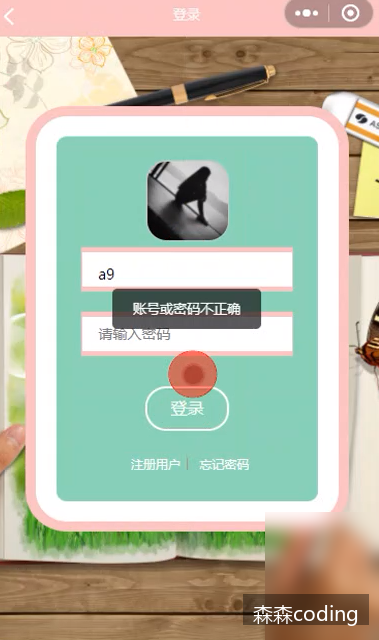 登录
a9
账号或密码不正确
请输入密码
登录
注册用户 | 忘记密码
森森coding